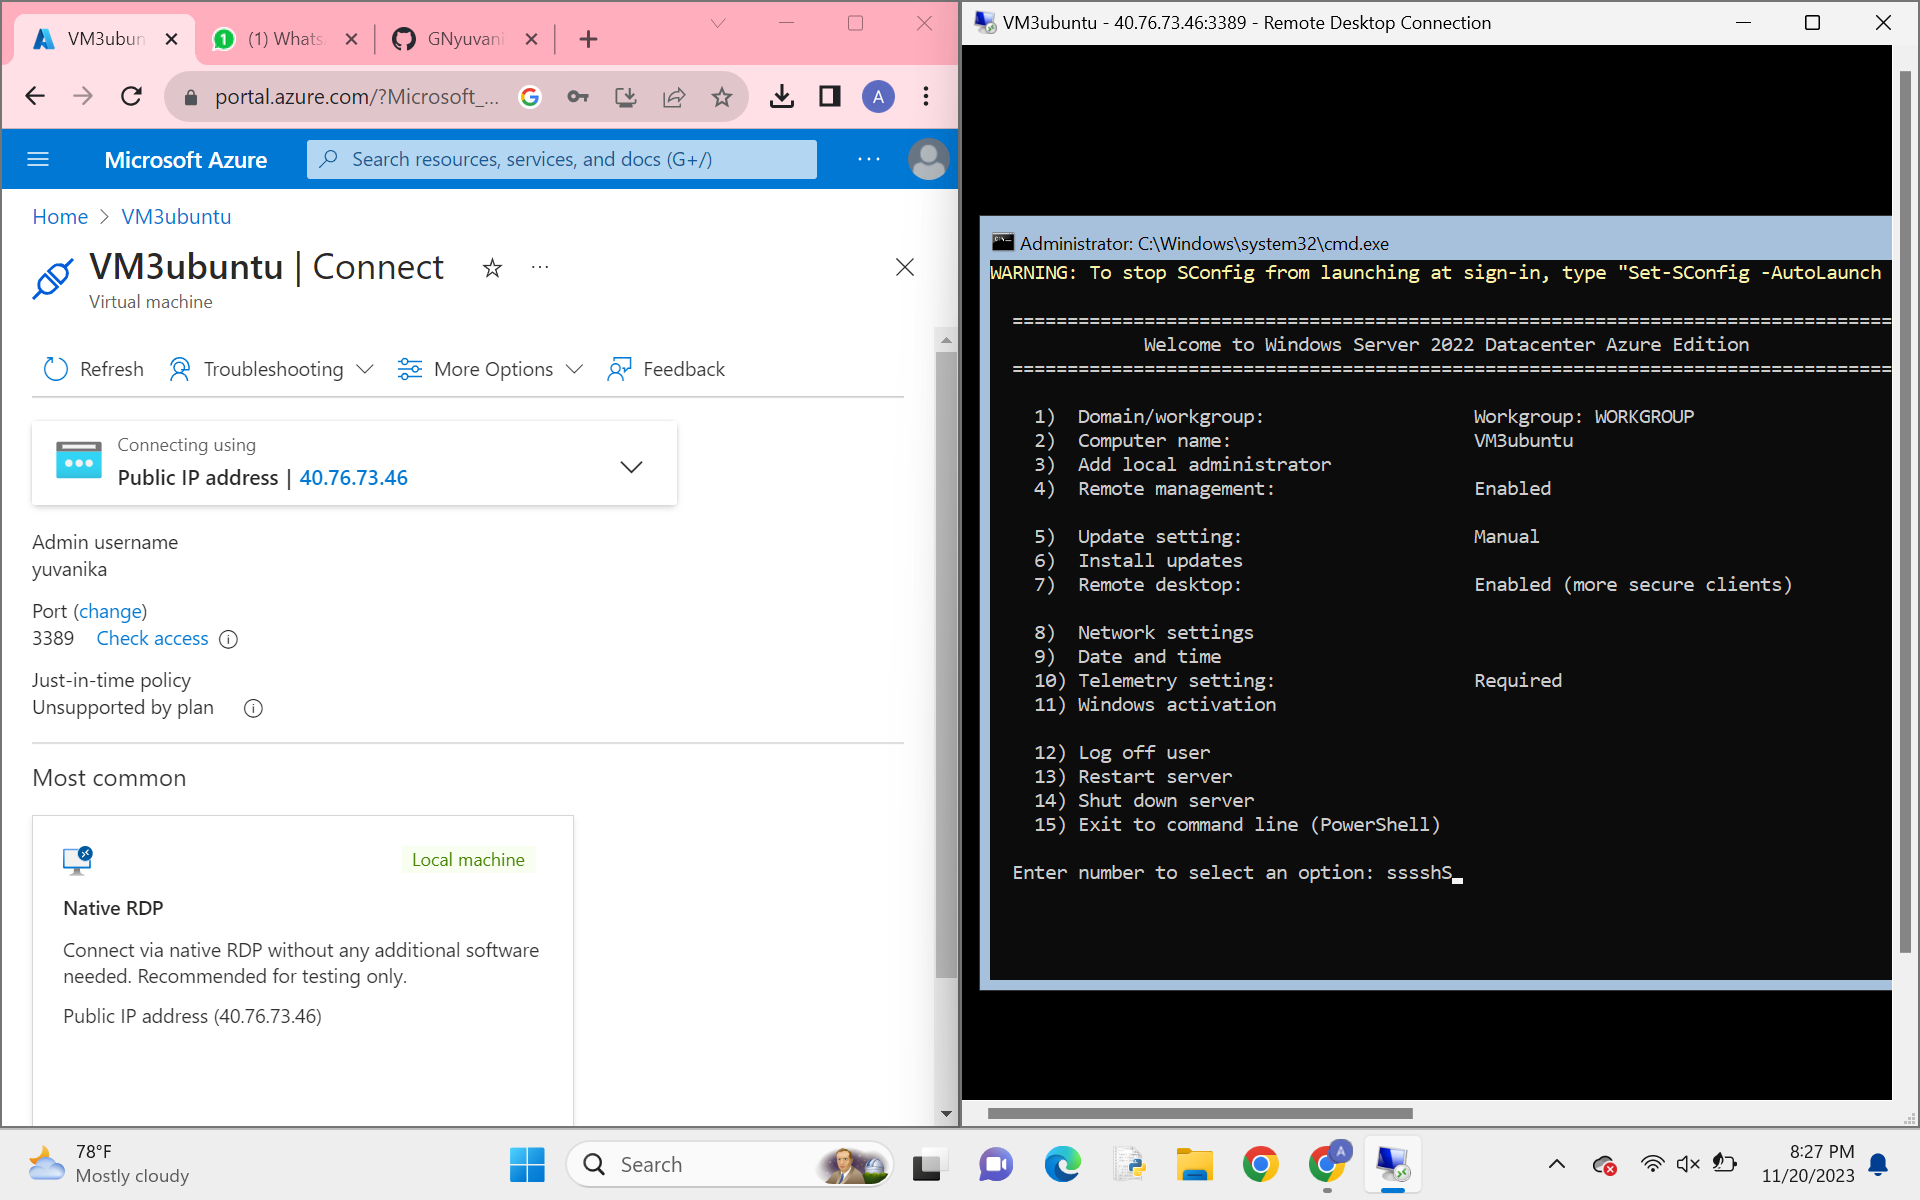 VM3ubun
(1) Whats
GNyuvani
portal.azure.com/?Microsoft_...
A
Microsoft Azure
Search resources, services, and docs (G+/)
Home > VM3ubuntu
VM3ubuntu | Connect
Virtual machine
Refresh
Troubleshooting
More Options
Feedback
Connecting using
Public IP address | 40.76.73.46
Admin username
yuvanika
Port (change)
3389 Check access
Just-in-time policy
Unsupported by plan
Most common
Local machine
Native RDP
Connect via native RDP without any additional software
needed. Recommended for testing only.
Public IP address (40.76.73.46)
VM3ubuntu - 40.76.73.46:3389 - Remote Desktop Connection
Administrator: C:\Windows\system32\cmd.exe
WARNING: To stop SConfig from launching at sign-in, type "Set-SConfig -AutoLaunch
================================================================================
Welcome to Windows Server 2022 Datacenter Azure Edition
================================================================================
1) Domain/workgroup: Workgroup: WORKGROUP
2) Computer name: VM3ubuntu
3) Add local administrator
4) Remote management: Enabled
5) Update setting: Manual
6) Install updates
7) Remote desktop: Enabled (more secure clients)
8) Network settings
9) Date and time
10) Telemetry setting: Required
11) Windows activation
12) Log off user
13) Restart server
14) Shut down server
15) Exit to command line (PowerShell)
Enter number to select an option: sssshS_
78°F
Mostly cloudy
Search
A
8:27 PM
11/20/2023